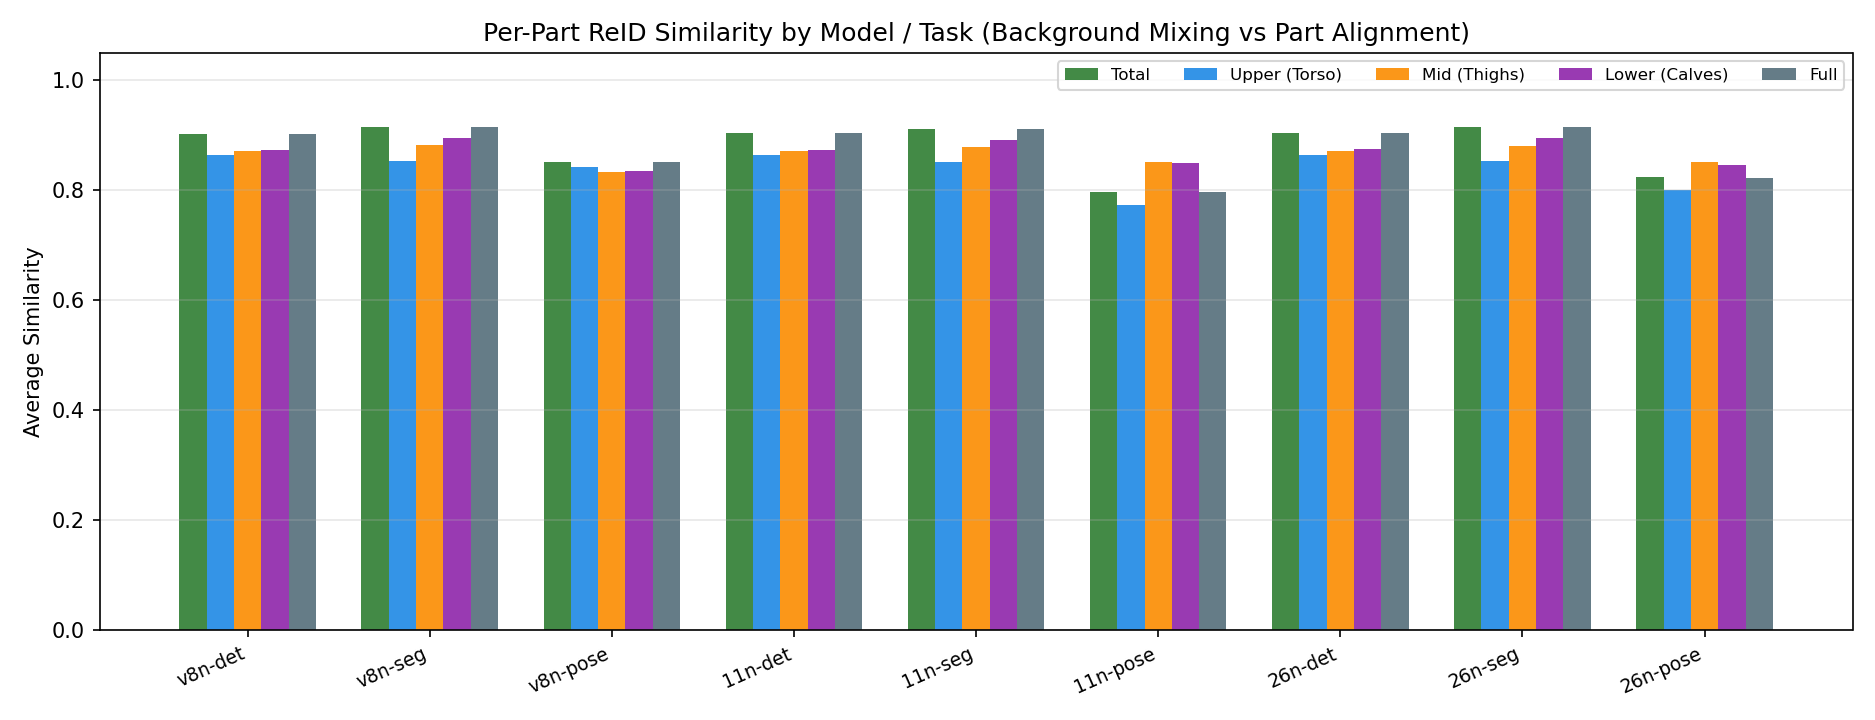 Per-Part ReID Similarity by Model / Task (Background Mixing vs Part Alignment)
Total Upper (Torso) Mid (Thighs) Lower (Calves) Full
Average Similarity
1.0
0.8
0.6
0.4
0.2
0.0
v8n-det v8n-seg v8n-pose 11n-det 11n-seg 11n-pose 26n-det 26n-seg 26n-pose